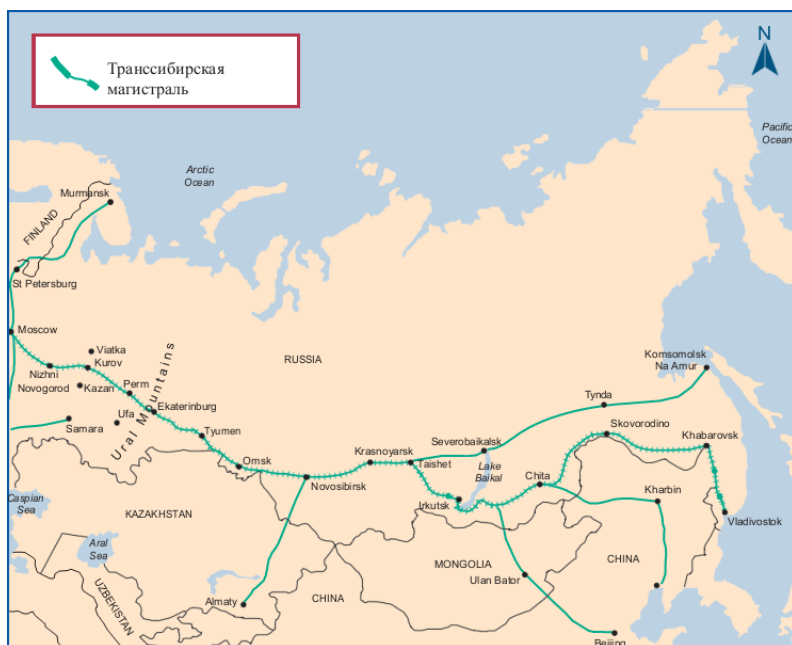 Транссибирская
магистраль
N
Pacific
Ocean
Arctic
Ocean
Murmansk
FINLAND
St Petersburg
Moscow
Viatka
Kurov
Nizhni
Novogorod
Kazan
Perm
Ural Mountains
Ekaterinburg
Ufa
Samara
Tyumen
RUSSIA
Komsomolsk
Na Amur
Tynda
Skovorodino
Khabarovsk
Severobaikalsk
Krasnoyarsk
Taishet
Lake
Baikal
Omsk
Novosibirsk
Chita
Irkutsk
Kharbin
Vladivostok
Caspian
Sea
KAZAKHSTAN
Aral
Sea
MONGOLIA
Ulan Bator
CHINA
UZBEKISTAN
Almaty
CHINA
Beijing